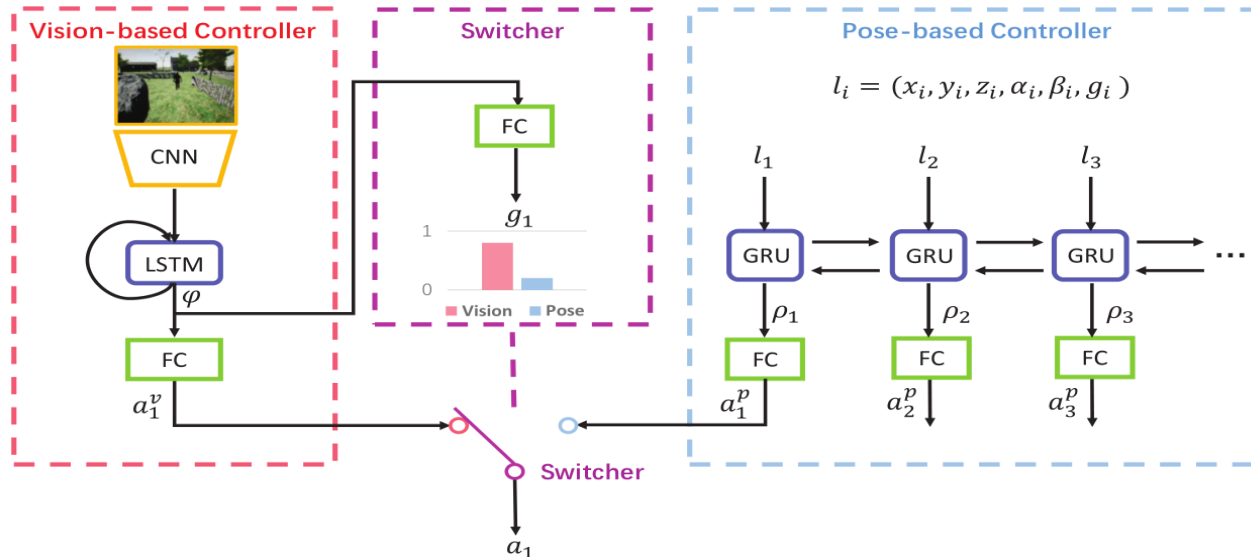 Vision-based Controller
CNN
LSTM
φ
FC
a₁ᵛ
Switcher
FC
g₁
1
0
Vision
Pose
Switcher
a₁
Pose-based Controller
lᵢ = (xᵢ, yᵢ, zᵢ, αᵢ, βᵢ, gᵢ )
l₁ l₂ l₃
GRU GRU GRU ...
ρ₁ ρ₂ ρ₃
FC FC FC
a₁ᵖ a₂ᵖ a₃ᵖ